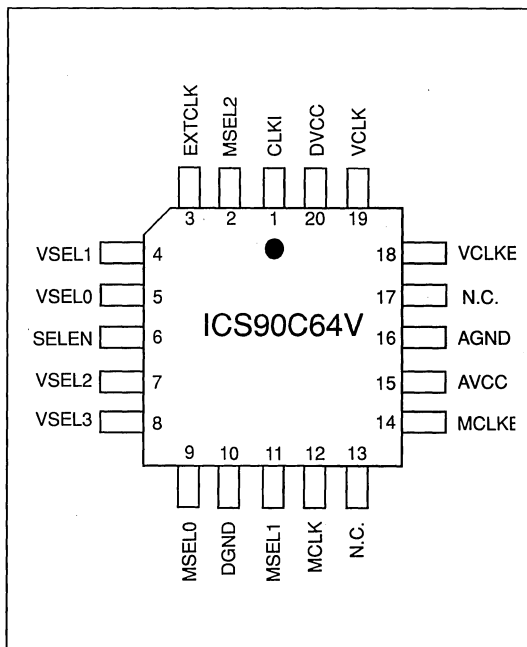 EXTCLK MSEL2 CLKI DVCC VCLK
3 2 1 20 19
VSEL1 4 18 VCLKE
VSEL0 5 17 N.C.
SELEN 6 ICS90C64V 16 AGND
VSEL2 7 15 AVCC
VSEL3 8 14 MCLKE
9 10 11 12 13
MSEL0 DGND MSEL1 MCLK N.C.